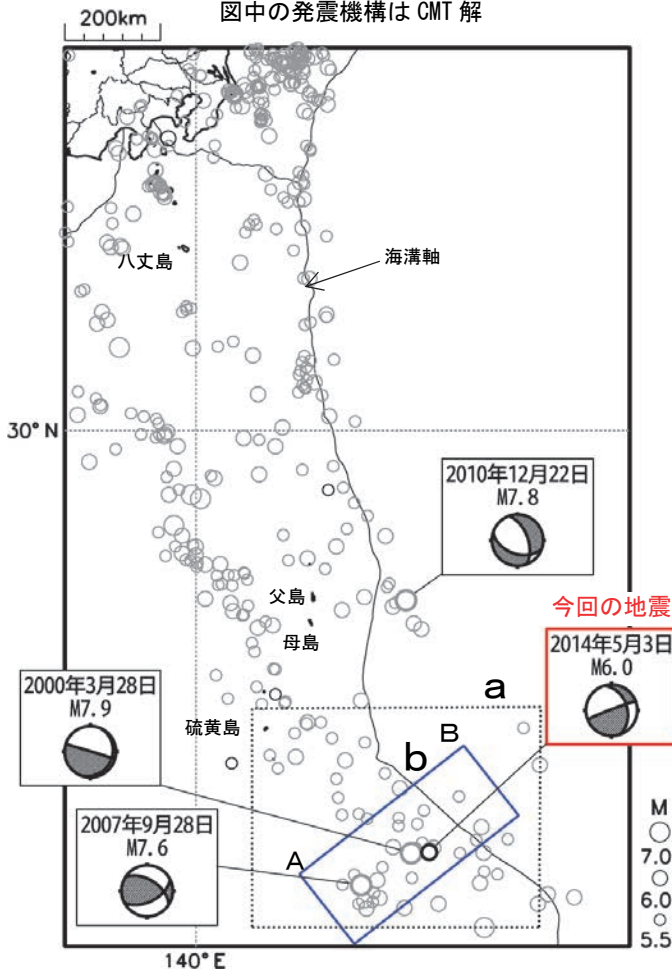 図中の発震機構は CMT 解
200km
八丈島
海溝軸
30°N
2010年12月22日
M7.8
父島
母島
今回の地震
2014年5月3日
M6.0
a
2000年3月28日
M7.9
硫黄島
B
b
2007年9月28日
M7.6
A
M
7.0
6.0
5.5
140°E